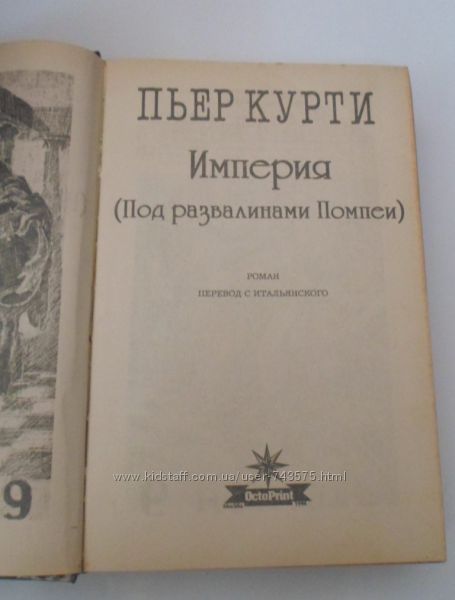 ПЬЕР КУРТИ
Империя
(Под развалинами Помпеи)
РОМАН
ПЕРЕВОД С ИТАЛЬЯНСКОГО
www.kidstaff.com.ua/user-743575.html
OctoPrint
9